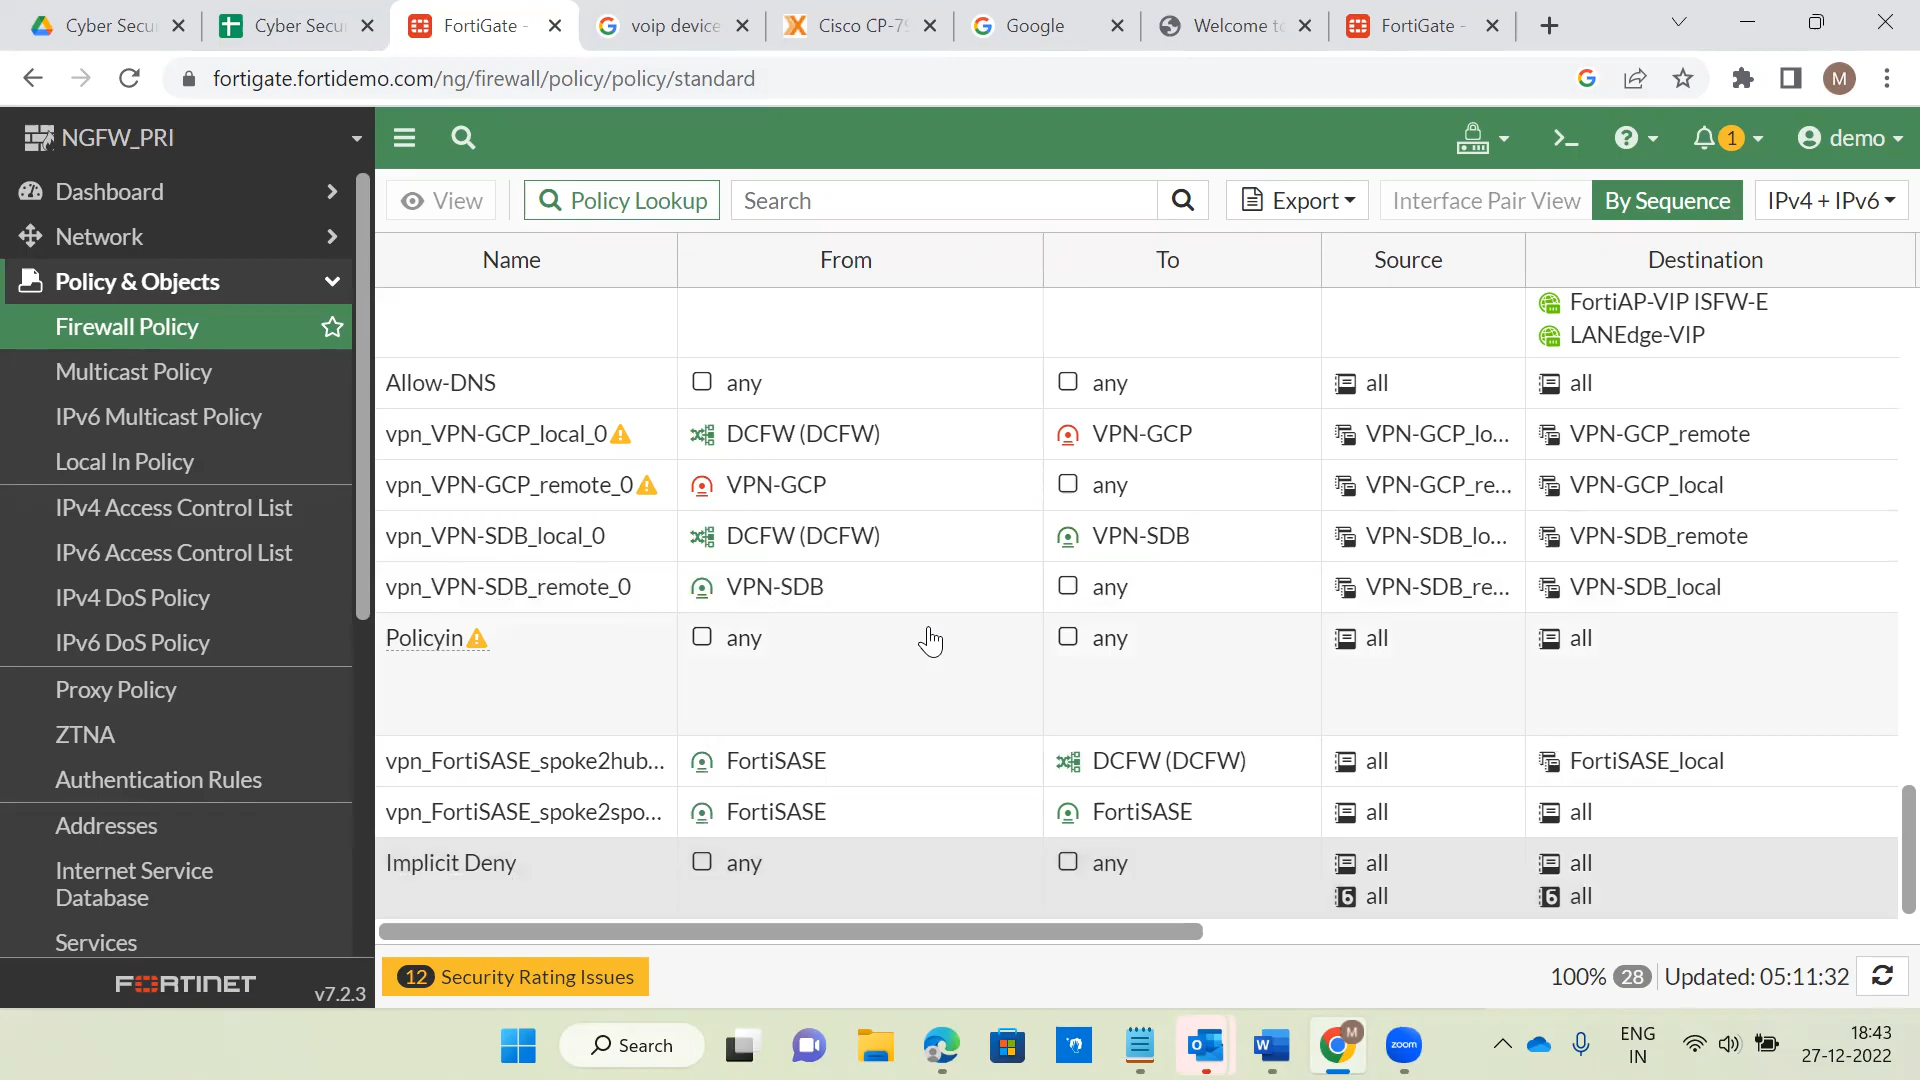 Cyber Secu
Cyber Secu
FortiGate -
voip device
Cisco CP-79
Google
Welcome to
FortiGate -
fortigate.fortidemo.com/ng/firewall/policy/policy/standard
M
NGFW_PRI
1
demo
Dashboard
Network
Policy & Objects
Firewall Policy
Multicast Policy
IPv6 Multicast Policy
Local In Policy
IPv4 Access Control List
IPv6 Access Control List
IPv4 DoS Policy
IPv6 DoS Policy
Proxy Policy
ZTNA
Authentication Rules
Addresses
Internet Service
Database
Services
FORTINET
v7.2.3
View
Policy Lookup
Search
Export
Interface Pair View
By Sequence
IPv4 + IPv6
Name From To Source Destination
FortiAP-VIP ISFW-E
LANEdge-VIP
Allow-DNS any any all all
vpn_VPN-GCP_local_0 DCFW (DCFW) VPN-GCP VPN-GCP_lo... VPN-GCP_remote
vpn_VPN-GCP_remote_0 VPN-GCP any VPN-GCP_re... VPN-GCP_local
vpn_VPN-SDB_local_0 DCFW (DCFW) VPN-SDB VPN-SDB_lo... VPN-SDB_remote
vpn_VPN-SDB_remote_0 VPN-SDB any VPN-SDB_re... VPN-SDB_local
Policyin any any all all
vpn_FortiSASE_spoke2hub... FortiSASE DCFW (DCFW) all FortiSASE_local
vpn_FortiSASE_spoke2spo... FortiSASE FortiSASE all all
Implicit Deny any any all all
6 all 6 all
12 Security Rating Issues
100% 28 Updated: 05:11:32
Search
O
W
M
zoom
ENG
IN
18:43
27-12-2022